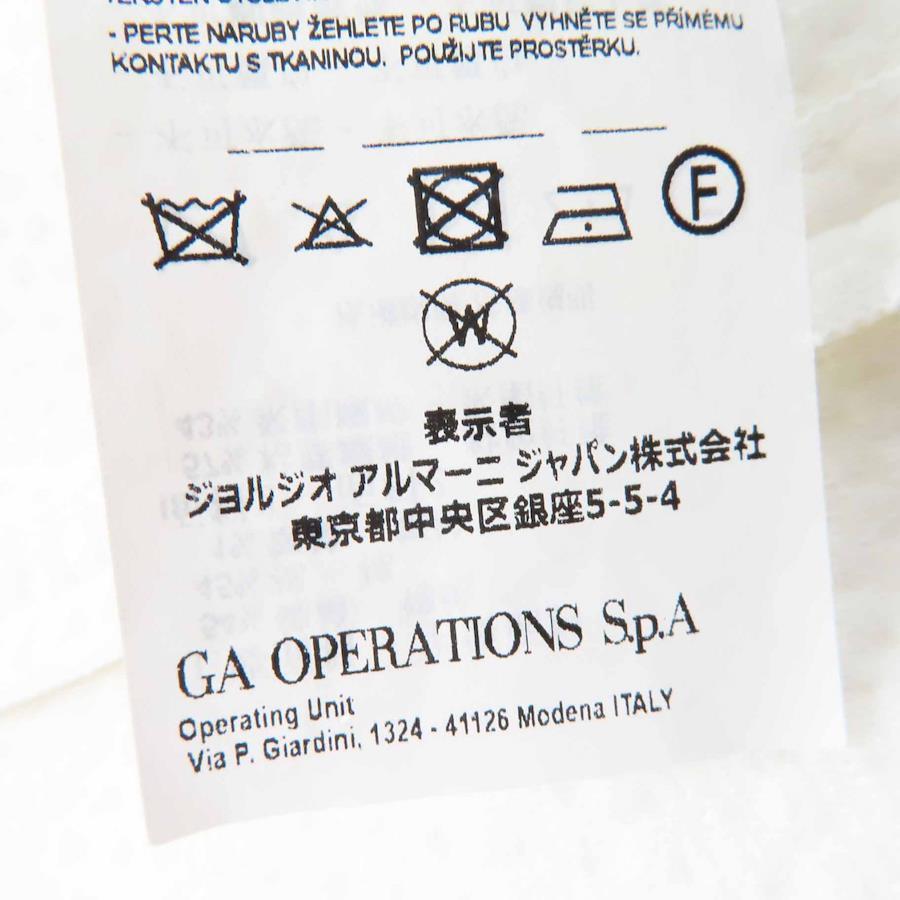 - PERTE NARUBY ŽEHLETE PO RUBU VYHNĚTE SE PŘÍMÉMU
KONTAKTU S TKANINOU. POUŽIJTE PROSTĚRKU.
F
W
表示者
ジョルジオ アルマーニ ジャパン株式会社
東京都中央区銀座5-5-4
GA OPERATIONS S.p.A
Operating Unit
Via P. Giardini, 1324 - 41126 Modena ITALY